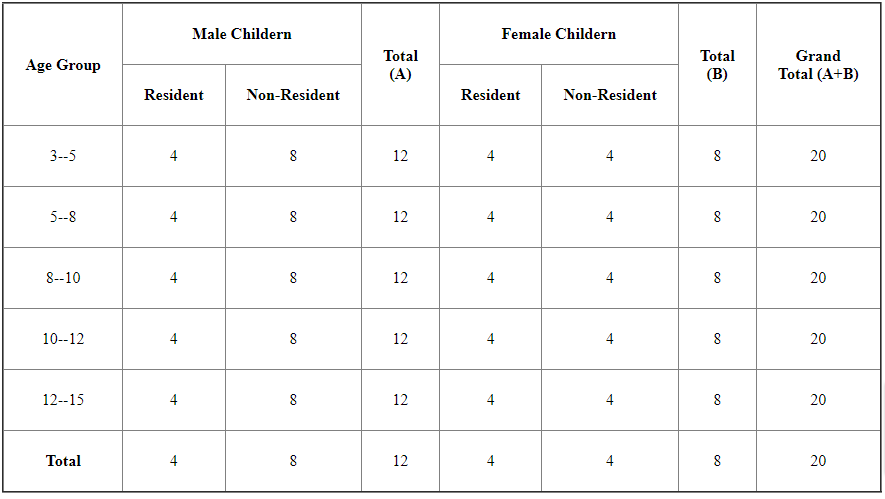 Age Group Male Childern Total (A) Female Childern Total (B) Grand Total (A+B)
Resident Non-Resident Resident Non-Resident
3--5 4 8 12 4 4 8 20
5--8 4 8 12 4 4 8 20
8--10 4 8 12 4 4 8 20
10--12 4 8 12 4 4 8 20
12--15 4 8 12 4 4 8 20
Total 4 8 12 4 4 8 20